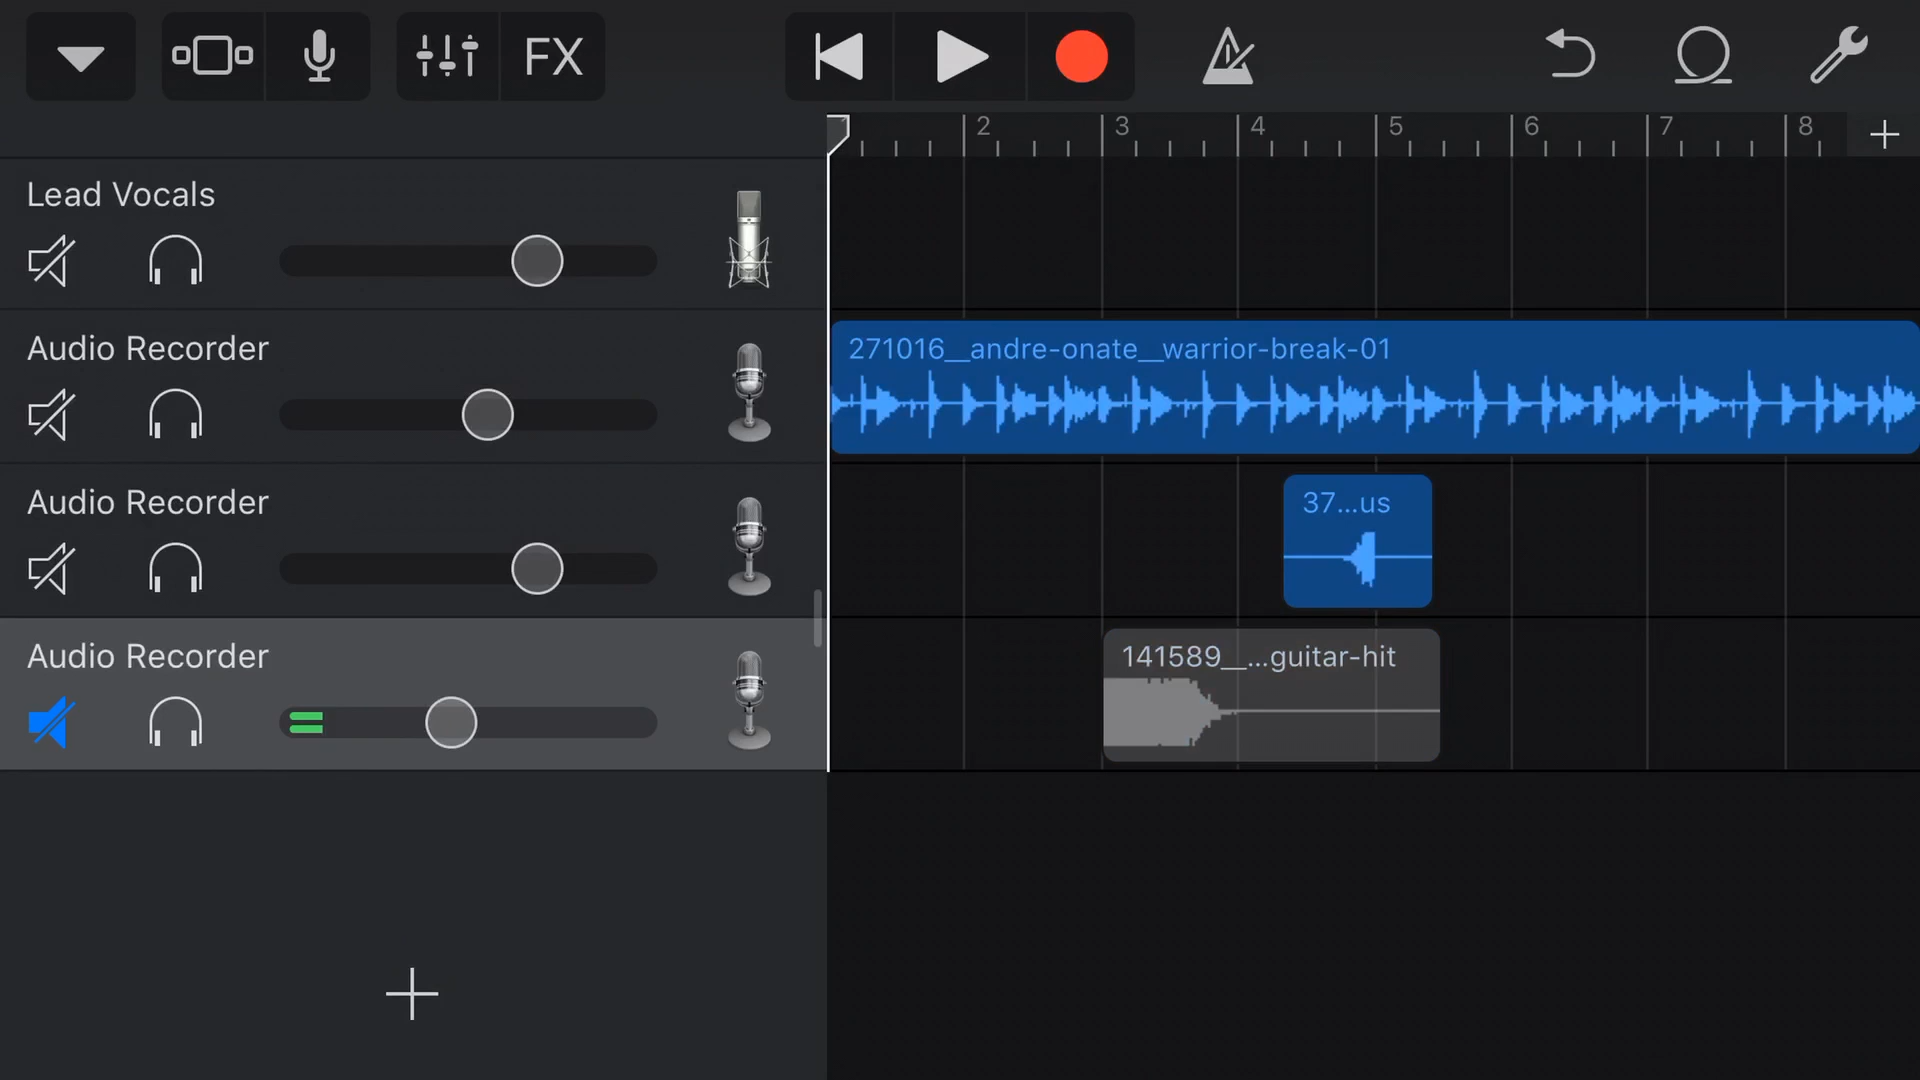 FX
2
3
4
5
6
7
8
Lead Vocals
Audio Recorder
271016__andre-onate__warrior-break-01
Audio Recorder
37...us
Audio Recorder
141589__...guitar-hit